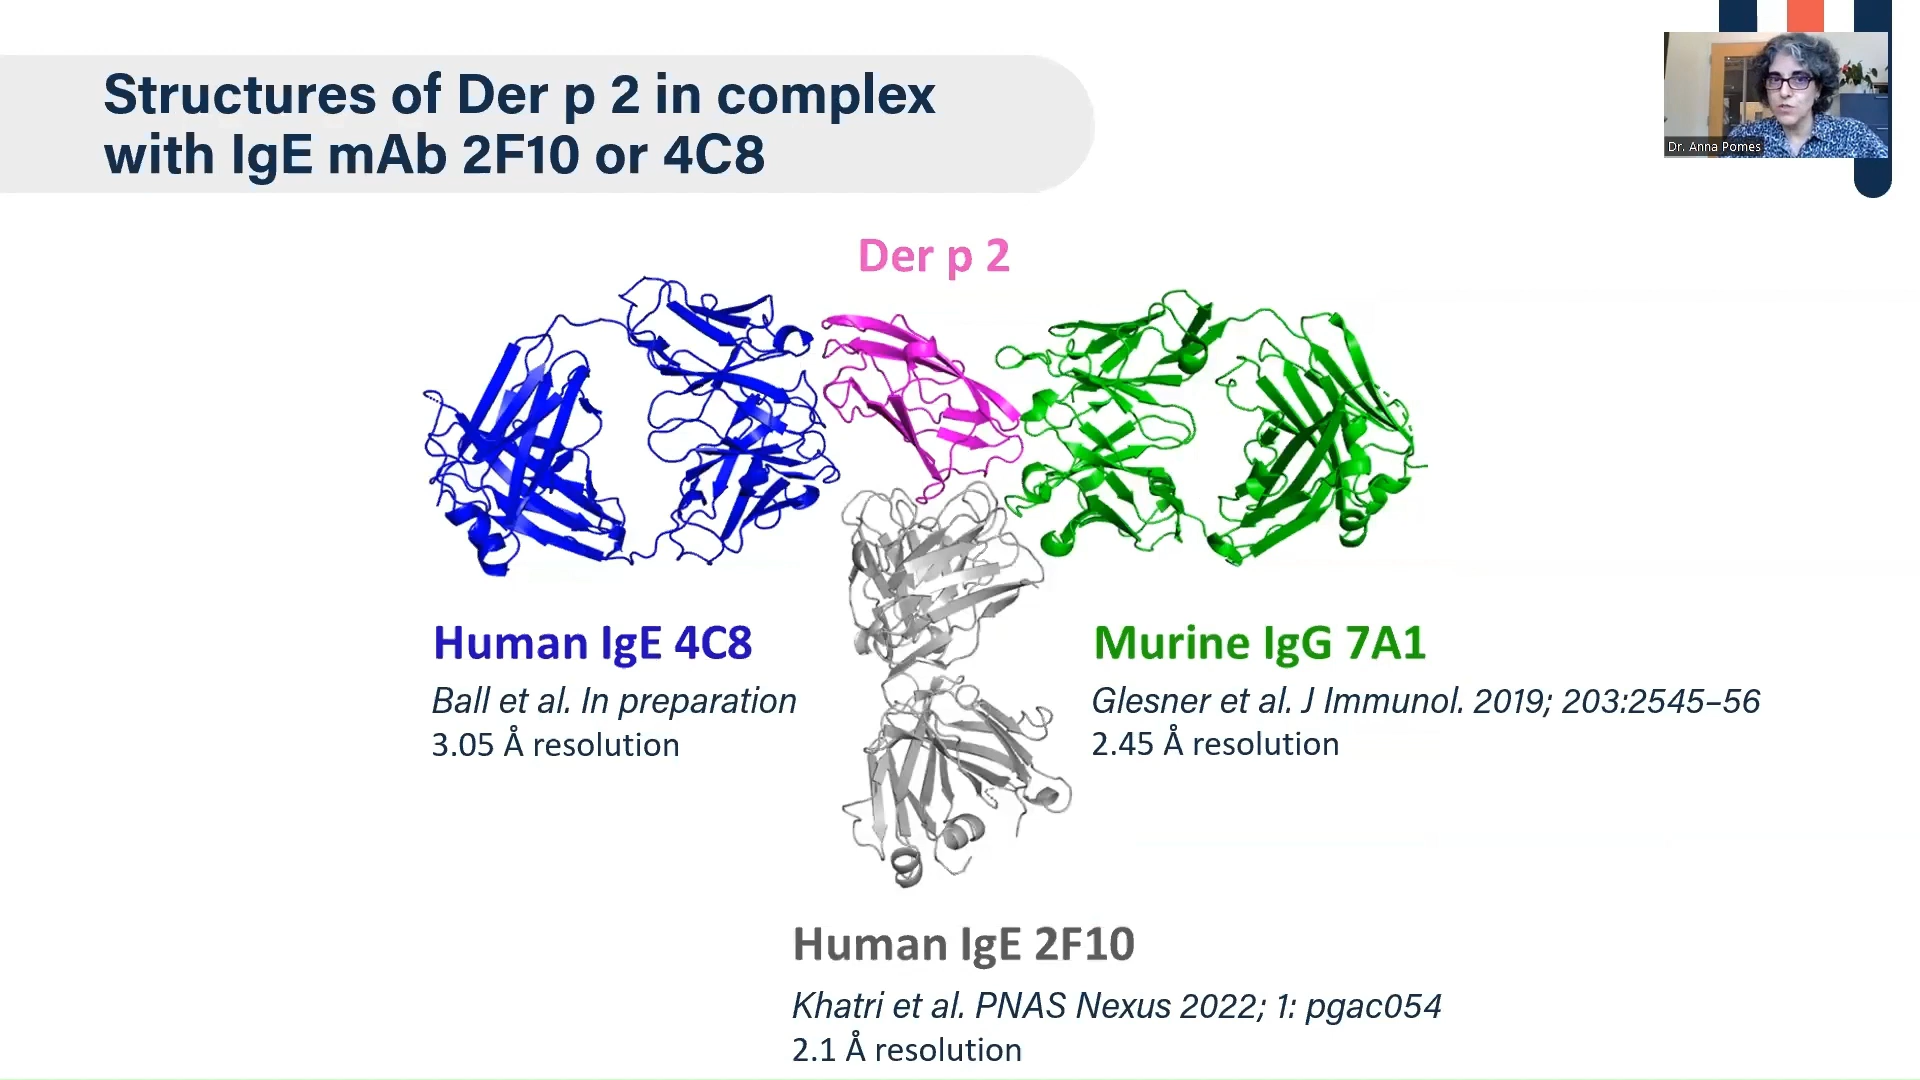 Structures of Der p 2 in complex
with IgE mAb 2F10 or 4C8
Dr. Anna Pomes
Der p 2
Human IgE 4C8
Ball et al. In preparation
3.05 Å resolution
Murine IgG 7A1
Glesner et al. J Immunol. 2019; 203:2545–56
2.45 Å resolution
Human IgE 2F10
Khatri et al. PNAS Nexus 2022; 1: pgac054
2.1 Å resolution